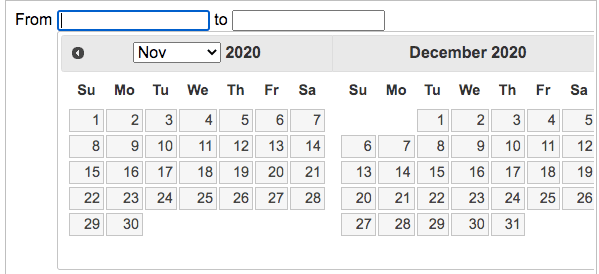 From to
Nov 2020 December 2020
Su Mo Tu We Th Fr Sa Su Mo Tu We Th Fr Sa
1 2 3 4 5 6 7 1 2 3 4 5
8 9 10 11 12 13 14 6 7 8 9 10 11 12
15 16 17 18 19 20 21 13 14 15 16 17 18 19
22 23 24 25 26 27 28 20 21 22 23 24 25 26
29 30 27 28 29 30 31